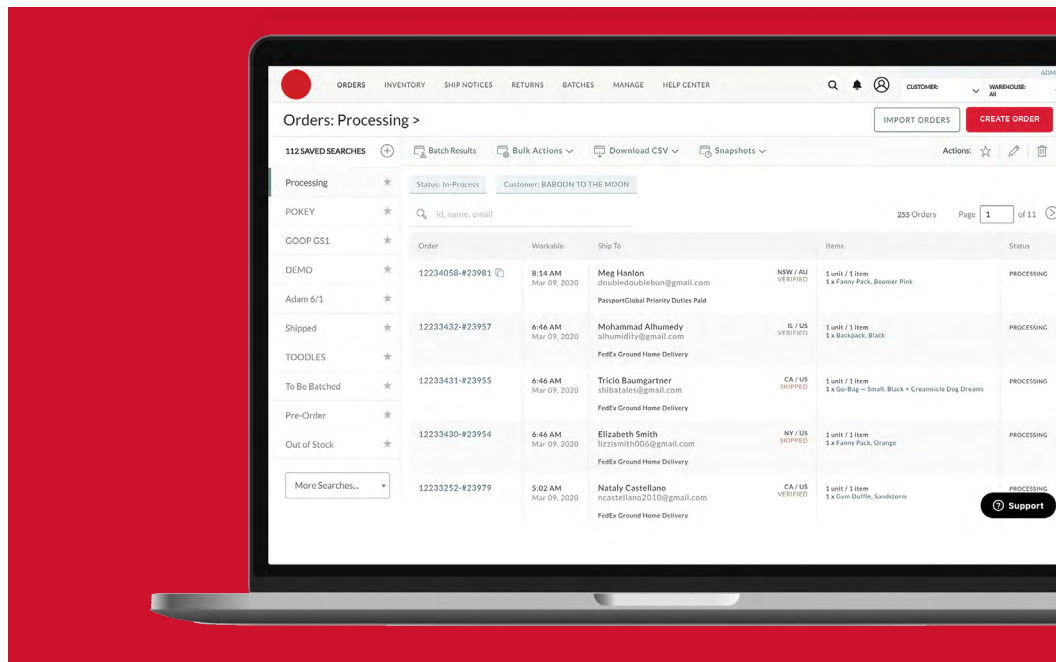 ADM
ORDERS INVENTORY SHIP NOTICES RETURNS BATCHES MANAGE HELP CENTER CUSTOMER: WAREHOUSE:
All
Orders: Processing > IMPORT ORDERS CREATE ORDER
112 SAVED SEARCHES Batch Results Bulk Actions Download CSV Snapshots Actions:
Processing Status: In-Process Customer: BABOON TO THE MOON
POKEY id, name, email 255 Orders Page 1 of 11
GOOP GS1 Order Workable Ship To Items Status
DEMO 12234058-#23981 8:14 AM Meg Hanlon NSW / AU 1 unit / 1 item PROCESSING
Mar 09, 2020 doubledoublebun@gmail.com VERIFIED 1 x Fanny Pack, Boomer Pink
Adam 6/1 PassportGlobal Priority Duties Paid
Shipped 12233432-#23957 6:46 AM Mohammad Alhumedy IL / US 1 unit / 1 item PROCESSING
Mar 09, 2020 alhumidity@gmail.com VERIFIED 1 x Backpack, Black
TOODLES FedEx Ground Home Delivery
To Be Batched 12233431-#23955 6:46 AM Tricio Baumgartner CA / US 1 unit / 1 item PROCESSING
Mar 09, 2020 shibatales@gmail.com SKIPPED 1 x Go-Bag – Small, Black + Creamsicle Dog Dreams
Pre-Order FedEx Ground Home Delivery
Out of Stock 12233430-#23954 6:46 AM Elizabeth Smith NY / US 1 unit / 1 item PROCESSING
Mar 09, 2020 lizzismith006@gmail.com SKIPPED 1 x Fanny Pack, Orange
FedEx Ground Home Delivery
More Searches... 12233252-#23979 5:02 AM Nataly Castellano CA / US 1 unit / 1 item PROCESSING
Mar 09, 2020 ncastellano2010@gmail.com VERIFIED 1 x Gym Duffle, Sandstorm
Support
FedEx Ground Home Delivery